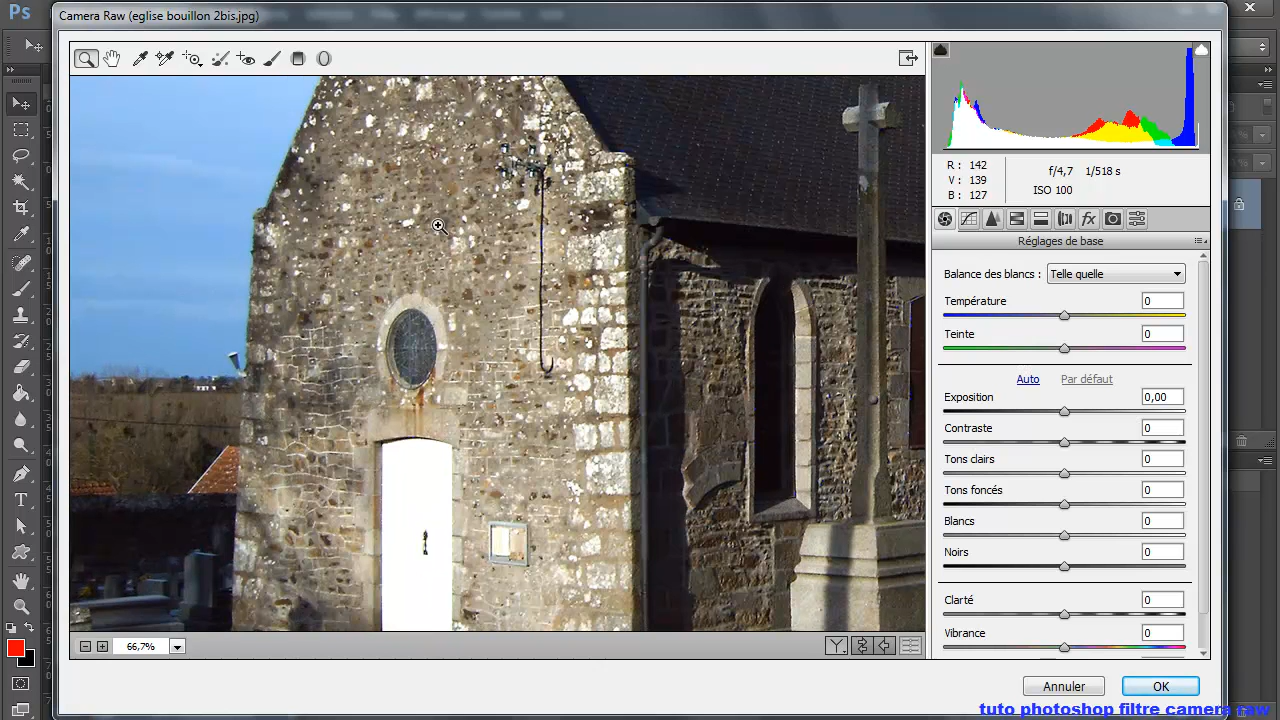 Ps
Camera Raw (eglise bouillon 2bis.jpg)
R : 142
V : 139
B : 127
f/4,7 1/518 s
ISO 100
fx
Réglages de base
Balance des blancs : Telle quelle
Température 0
Teinte 0
Auto Par défaut
Exposition 0,00
Contraste 0
Tons clairs 0
Tons foncés 0
Blancs 0
Noirs 0
Clarté 0
Vibrance 0
66,7%
Y
Annuler OK
tuto photoshop filtre camera raw